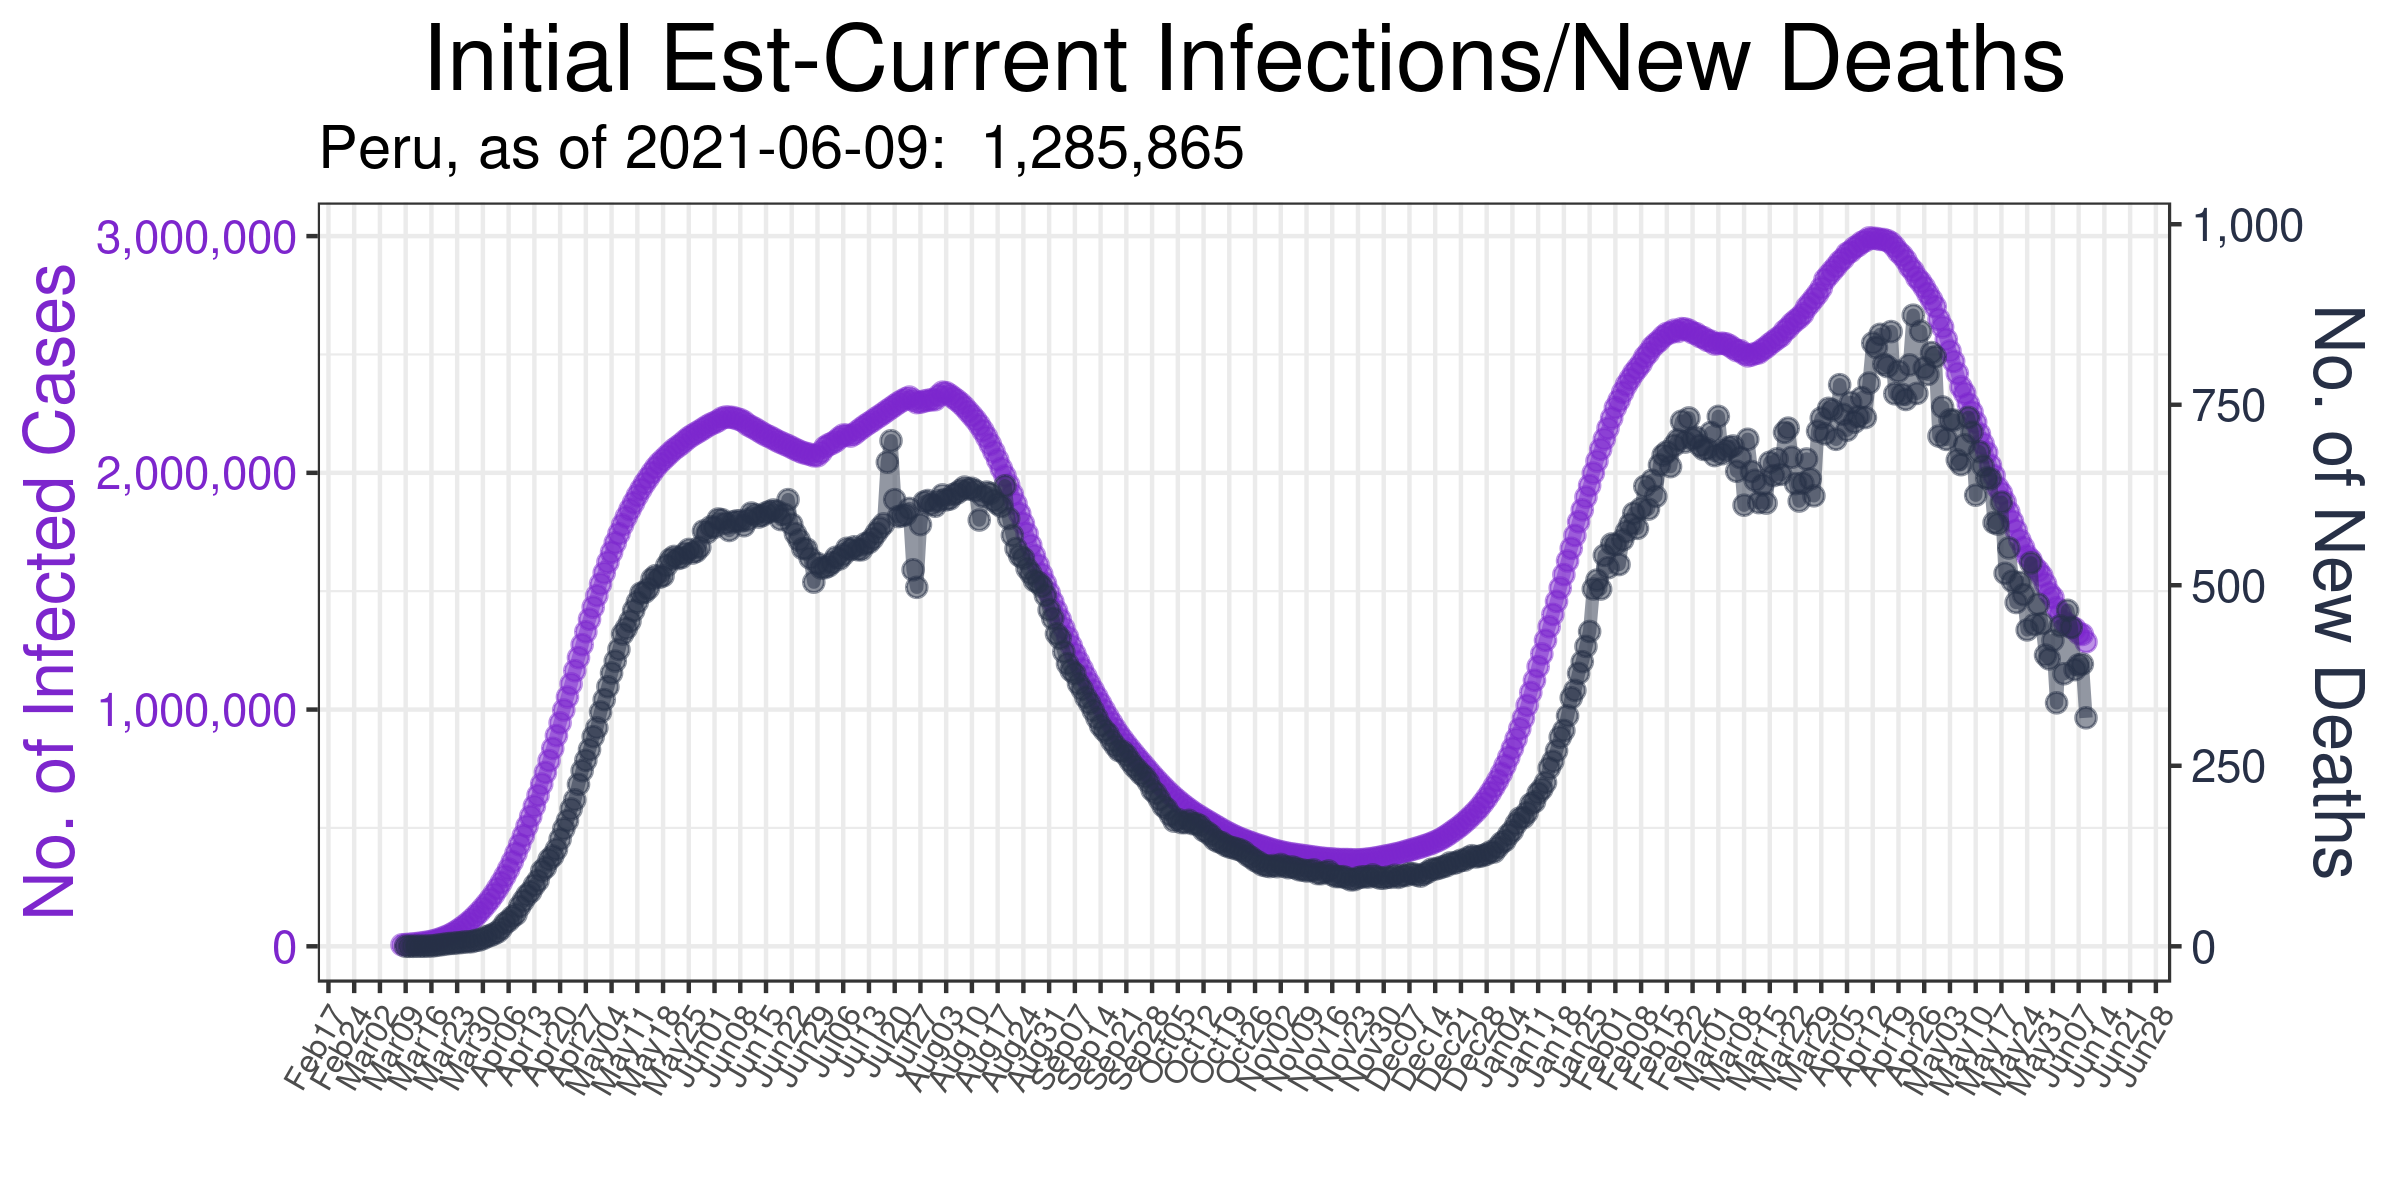 Initial Est-Current Infections/New Deaths
Peru, as of 2021-06-09:  1,285,865
No. of Infected Cases
3,000,000
2,000,000
1,000,000
0
1,000
750
500
250
0
No. of New Deaths
Feb17
Feb24
Mar02
Mar09
Mar16
Mar23
Mar30
Apr06
Apr13
Apr20
Apr27
May04
May11
May18
May25
Jun01
Jun08
Jun15
Jun22
Jun29
Jul06
Jul13
Jul20
Jul27
Aug03
Aug10
Aug17
Aug24
Aug31
Sep07
Sep14
Sep21
Sep28
Oct05
Oct12
Oct19
Oct26
Nov02
Nov09
Nov16
Nov23
Nov30
Dec07
Dec14
Dec21
Dec28
Jan04
Jan11
Jan18
Jan25
Feb01
Feb08
Feb15
Feb22
Mar01
Mar08
Mar15
Mar22
Mar29
Apr05
Apr12
Apr19
Apr26
May03
May10
May17
May24
May31
Jun07
Jun14
Jun21
Jun28